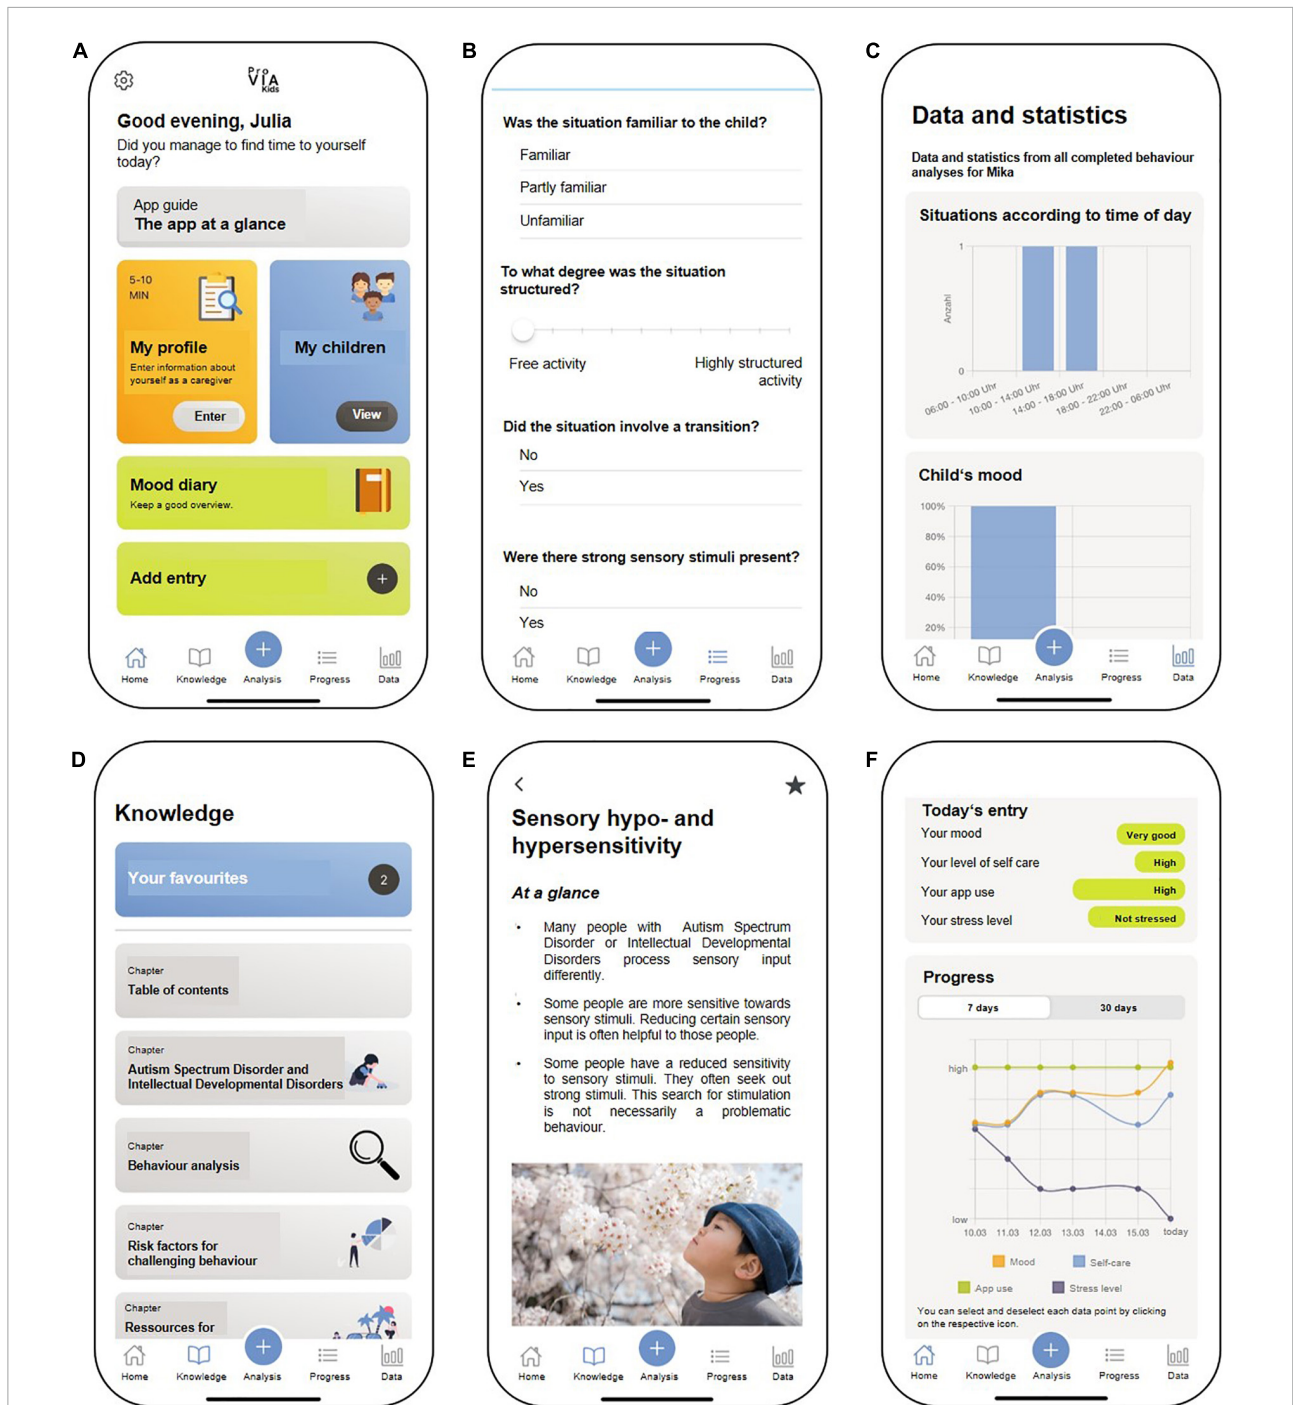 A
Pro
VIA
Kids
Good evening, Julia
Did you manage to find time to yourself
today?
App guide
The app at a glance
5-10
MIN
My profile
Enter information about
yourself as a caregiver
Enter
My children
View
Mood diary
Keep a good overview.
Add entry
Home
Knowledge
Analysis
Progress
Data
B
Was the situation familiar to the child?
Familiar
Partly familiar
Unfamiliar
To what degree was the situation
structured?
Free activity
Highly structured
activity
Did the situation involve a transition?
No
Yes
Were there strong sensory stimuli present?
No
Yes
Home
Knowledge
Analysis
Progress
Data
C
Data and statistics
Data and statistics from all completed behaviour
analyses for Mika
Situations according to time of day
1
Anzahl
0
06:00 - 10:00 Uhr
10:00 - 14:00 Uhr
14:00 - 18:00 Uhr
18:00 - 22:00 Uhr
22:00 - 06:00 Uhr
Child‘s mood
100%
80%
60%
40%
20%
Home
Knowledge
Analysis
Progress
Data
D
Knowledge
Your favourites
2
Chapter
Table of contents
Chapter
Autism Spectrum Disorder and
Intellectual Developmental Disorders
Chapter
Behaviour analysis
Chapter
Risk factors for
challenging behaviour
Chapter
Ressources for
Home
Knowledge
Analysis
Progress
Data
E
Sensory hypo- and
hypersensitivity
At a glance
• Many people with Autism Spectrum
Disorder or Intellectual Developmental
Disorders process sensory input
differently.
• Some people are more sensitive towards
sensory stimuli. Reducing certain sensory
input is often helpful to those people.
• Some people have a reduced sensitivity
to sensory stimuli. They often seek out
strong stimuli. This search for stimulation
is not necessarily a problematic
behaviour.
Home
Knowledge
Analysis
Progress
Data
F
Today‘s entry
Your mood
Very good
Your level of self care
High
Your app use
High
Your stress level
Not stressed
Progress
7 days
30 days
high
low
10.03
11.03
12.03
13.03
14.03
15.03
today
Mood
Self-care
App use
Stress level
You can select and deselect each data point by clicking
on the respective icon.
Home
Knowledge
Analysis
Progress
Data